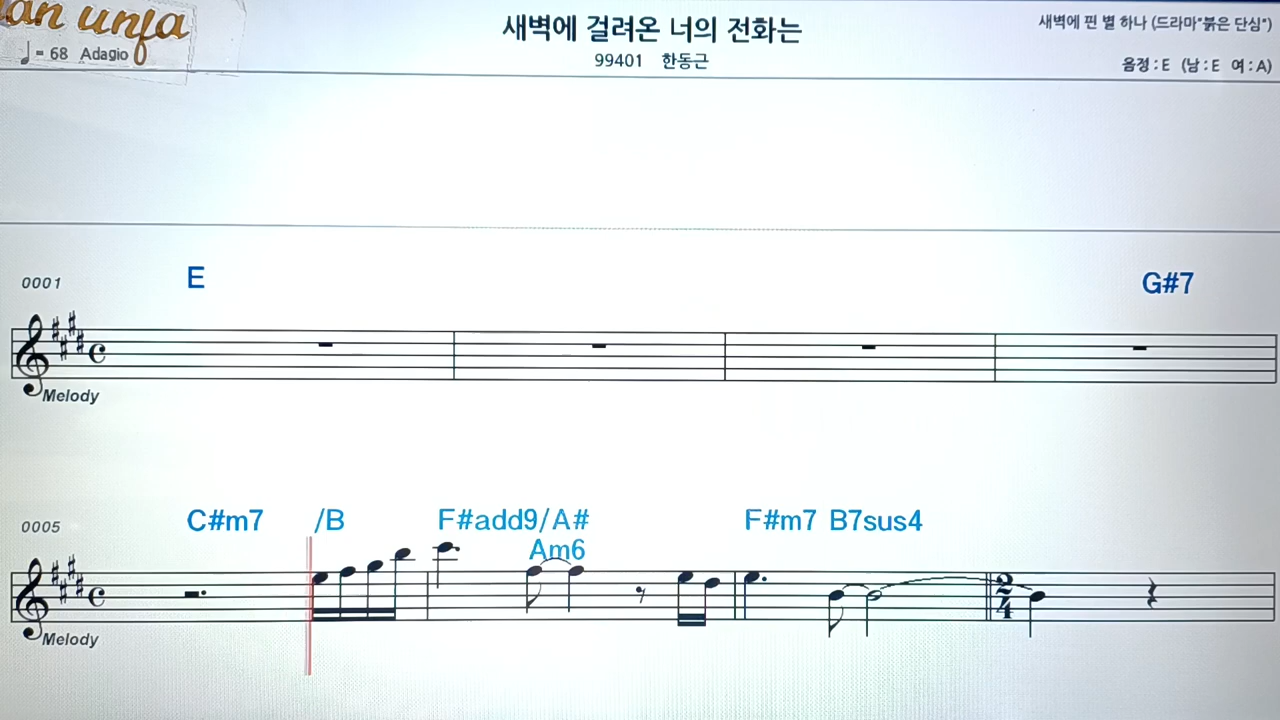 새벽에 걸려온 너의 전화는
새벽에 핀 별 하나 (드라마"붉은 단심")
♩= 68 Adagio
99401 한동근
음정 : E (남 : E 여 : A)
0001
E
G#7
Melody
0005
C#m7 /B F#add9/A# F#m7 B7sus4
Am6
2
4
Melody